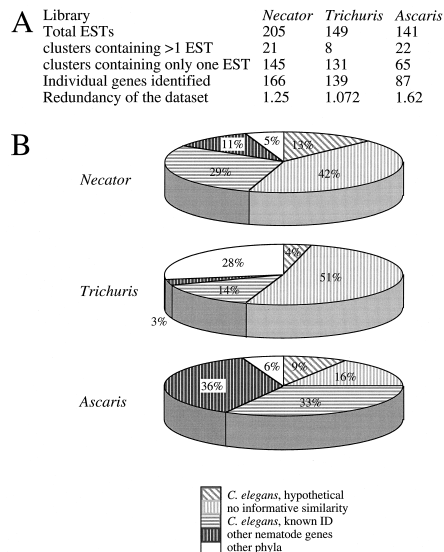 A
Library Necator Trichuris Ascaris
Total ESTs 205 149 141
clusters containing >1 EST 21 8 22
clusters containing only one EST 145 131 65
Individual genes identified 166 139 87
Redundancy of the dataset 1.25 1.072 1.62
B
Necator
11% 5% 13%
29% 42%
Trichuris
28% 4% 51%
14%
3%
Ascaris
36% 6% 9% 16%
33%
C. elegans, hypothetical
no informative similarity
C. elegans, known ID
other nematode genes
other phyla